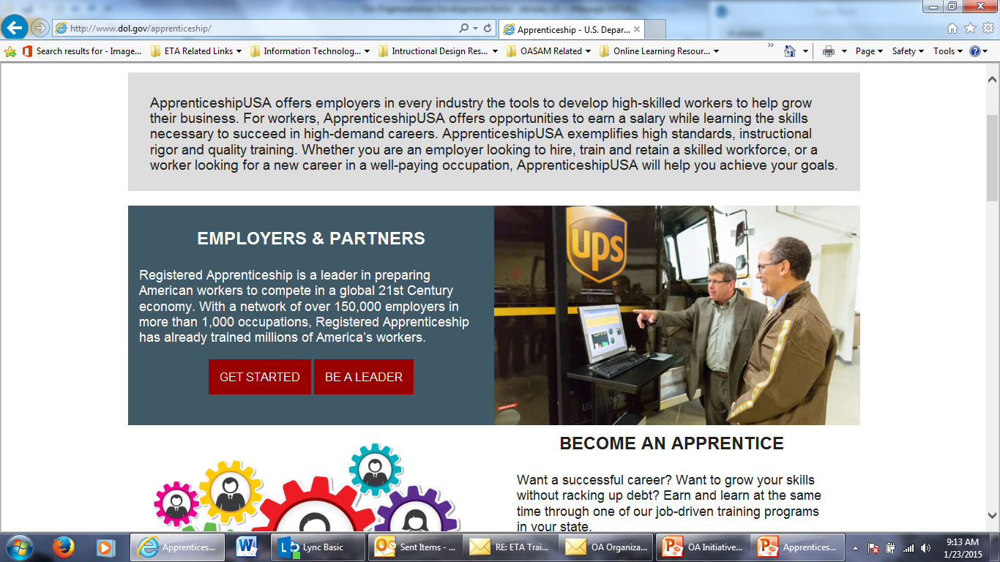 http://www.dol.gov/apprenticeship/
Apprenticeship - U.S. Depar...
Search results for - Image...
ETA Related Links
Information Technolog...
Intructional Design Res...
OASAM Related
Online Learning Resour...
Page
Safety
Tools
ApprenticeshipUSA offers employers in every industry the tools to develop high-skilled workers to help grow
their business. For workers, ApprenticeshipUSA offers opportunities to earn a salary while learning the skills
necessary to succeed in high-demand careers. ApprenticeshipUSA exemplifies high standards, instructional
rigor and quality training. Whether you are an employer looking to hire, train and retain a skilled workforce, or a
worker looking for a new career in a well-paying occupation, ApprenticeshipUSA will help you achieve your goals.
EMPLOYERS & PARTNERS
Registered Apprenticeship is a leader in preparing
American workers to compete in a global 21st Century
economy. With a network of over 150,000 employers in
more than 1,000 occupations, Registered Apprenticeship
has already trained millions of America's workers.
GET STARTED
BE A LEADER
ups
BECOME AN APPRENTICE
Want a successful career? Want to grow your skills
without racking up debt? Earn and learn at the same
time through one of our job-driven training programs
in your state.
Apprentices...
Lync Basic
Sent Items - ...
RE: ETA Trai...
OA Organiza...
OA Initiative...
Apprentices...
9:13 AM
1/23/2015